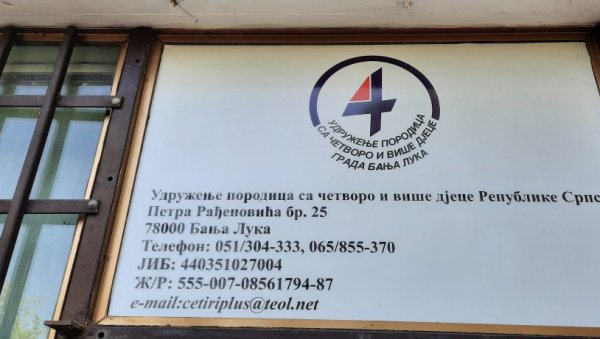 4
УДРУЖЕЊЕ ПОРОДИЦА
СА ЧЕТВОРО И ВИШЕ ДЈЕЦЕ
ГРАДА БАЊА ЛУКА
Удружење породица са четворо и више дјеце Републике Срп
Петра Рађеновића бр. 25
78000 Бања Лука
Телефон: 051/304-333, 065/855-370
ЈИБ: 440351027004
Ж/Р: 555-007-08561794-87
e-mail:cetiriplus@teol.net